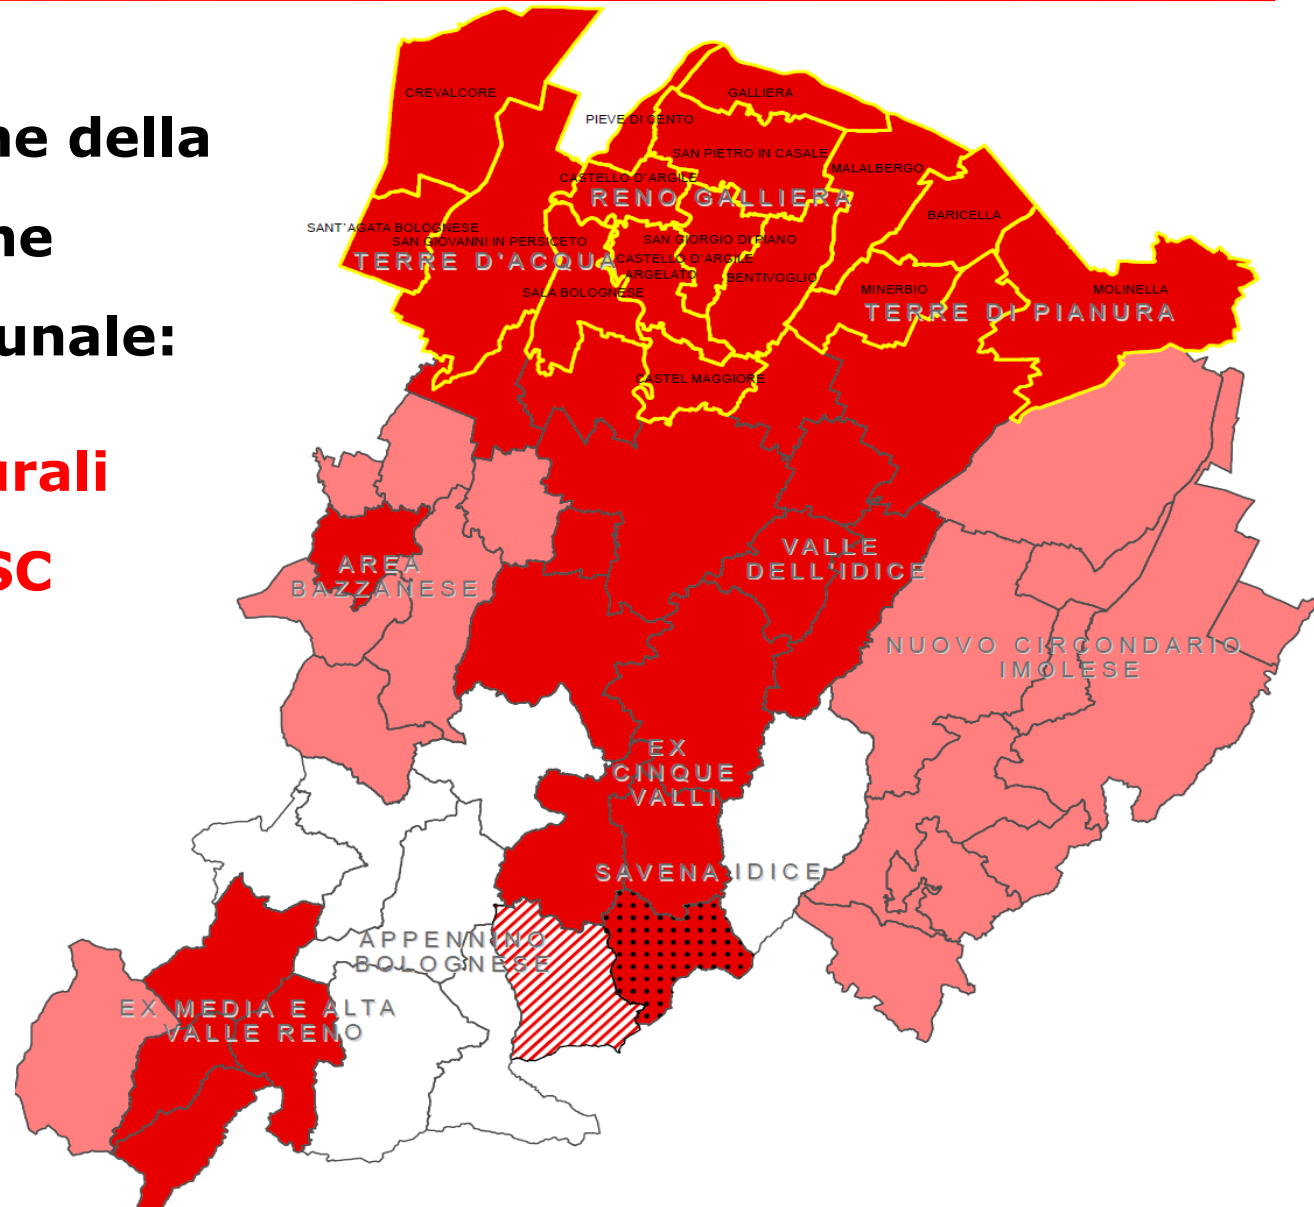 ne della
ne
unale:
urali
SC
CREVALCORE
GALLIERA
PIEVE DI CENTO
SAN PIETRO IN CASALE
MALALBERGO
CASTELLO D'ARGILE
RENO GALLIERA
BARICELLA
SANT'AGATA BOLOGNESE
SAN GIOVANNI IN PERSICETO
SAN GIORGIO DI PIANO
TERRE D'ACQUA
CASTELLO D'ARGILE
ARGELATO
BENTIVOGLIO
SALA BOLOGNESE
MINERBIO
MOLINELLA
TERRE DI PIANURA
CASTEL MAGGIORE
VALLE
DELL'IDICE
AREA
BAZZANESE
NUOVO CIRCONDARIO
IMOLESE
EX
CINQUE
VALLI
SAVENA IDICE
APPENNINO
BOLOGNESE
EX MEDIA E ALTA
VALLE RENO